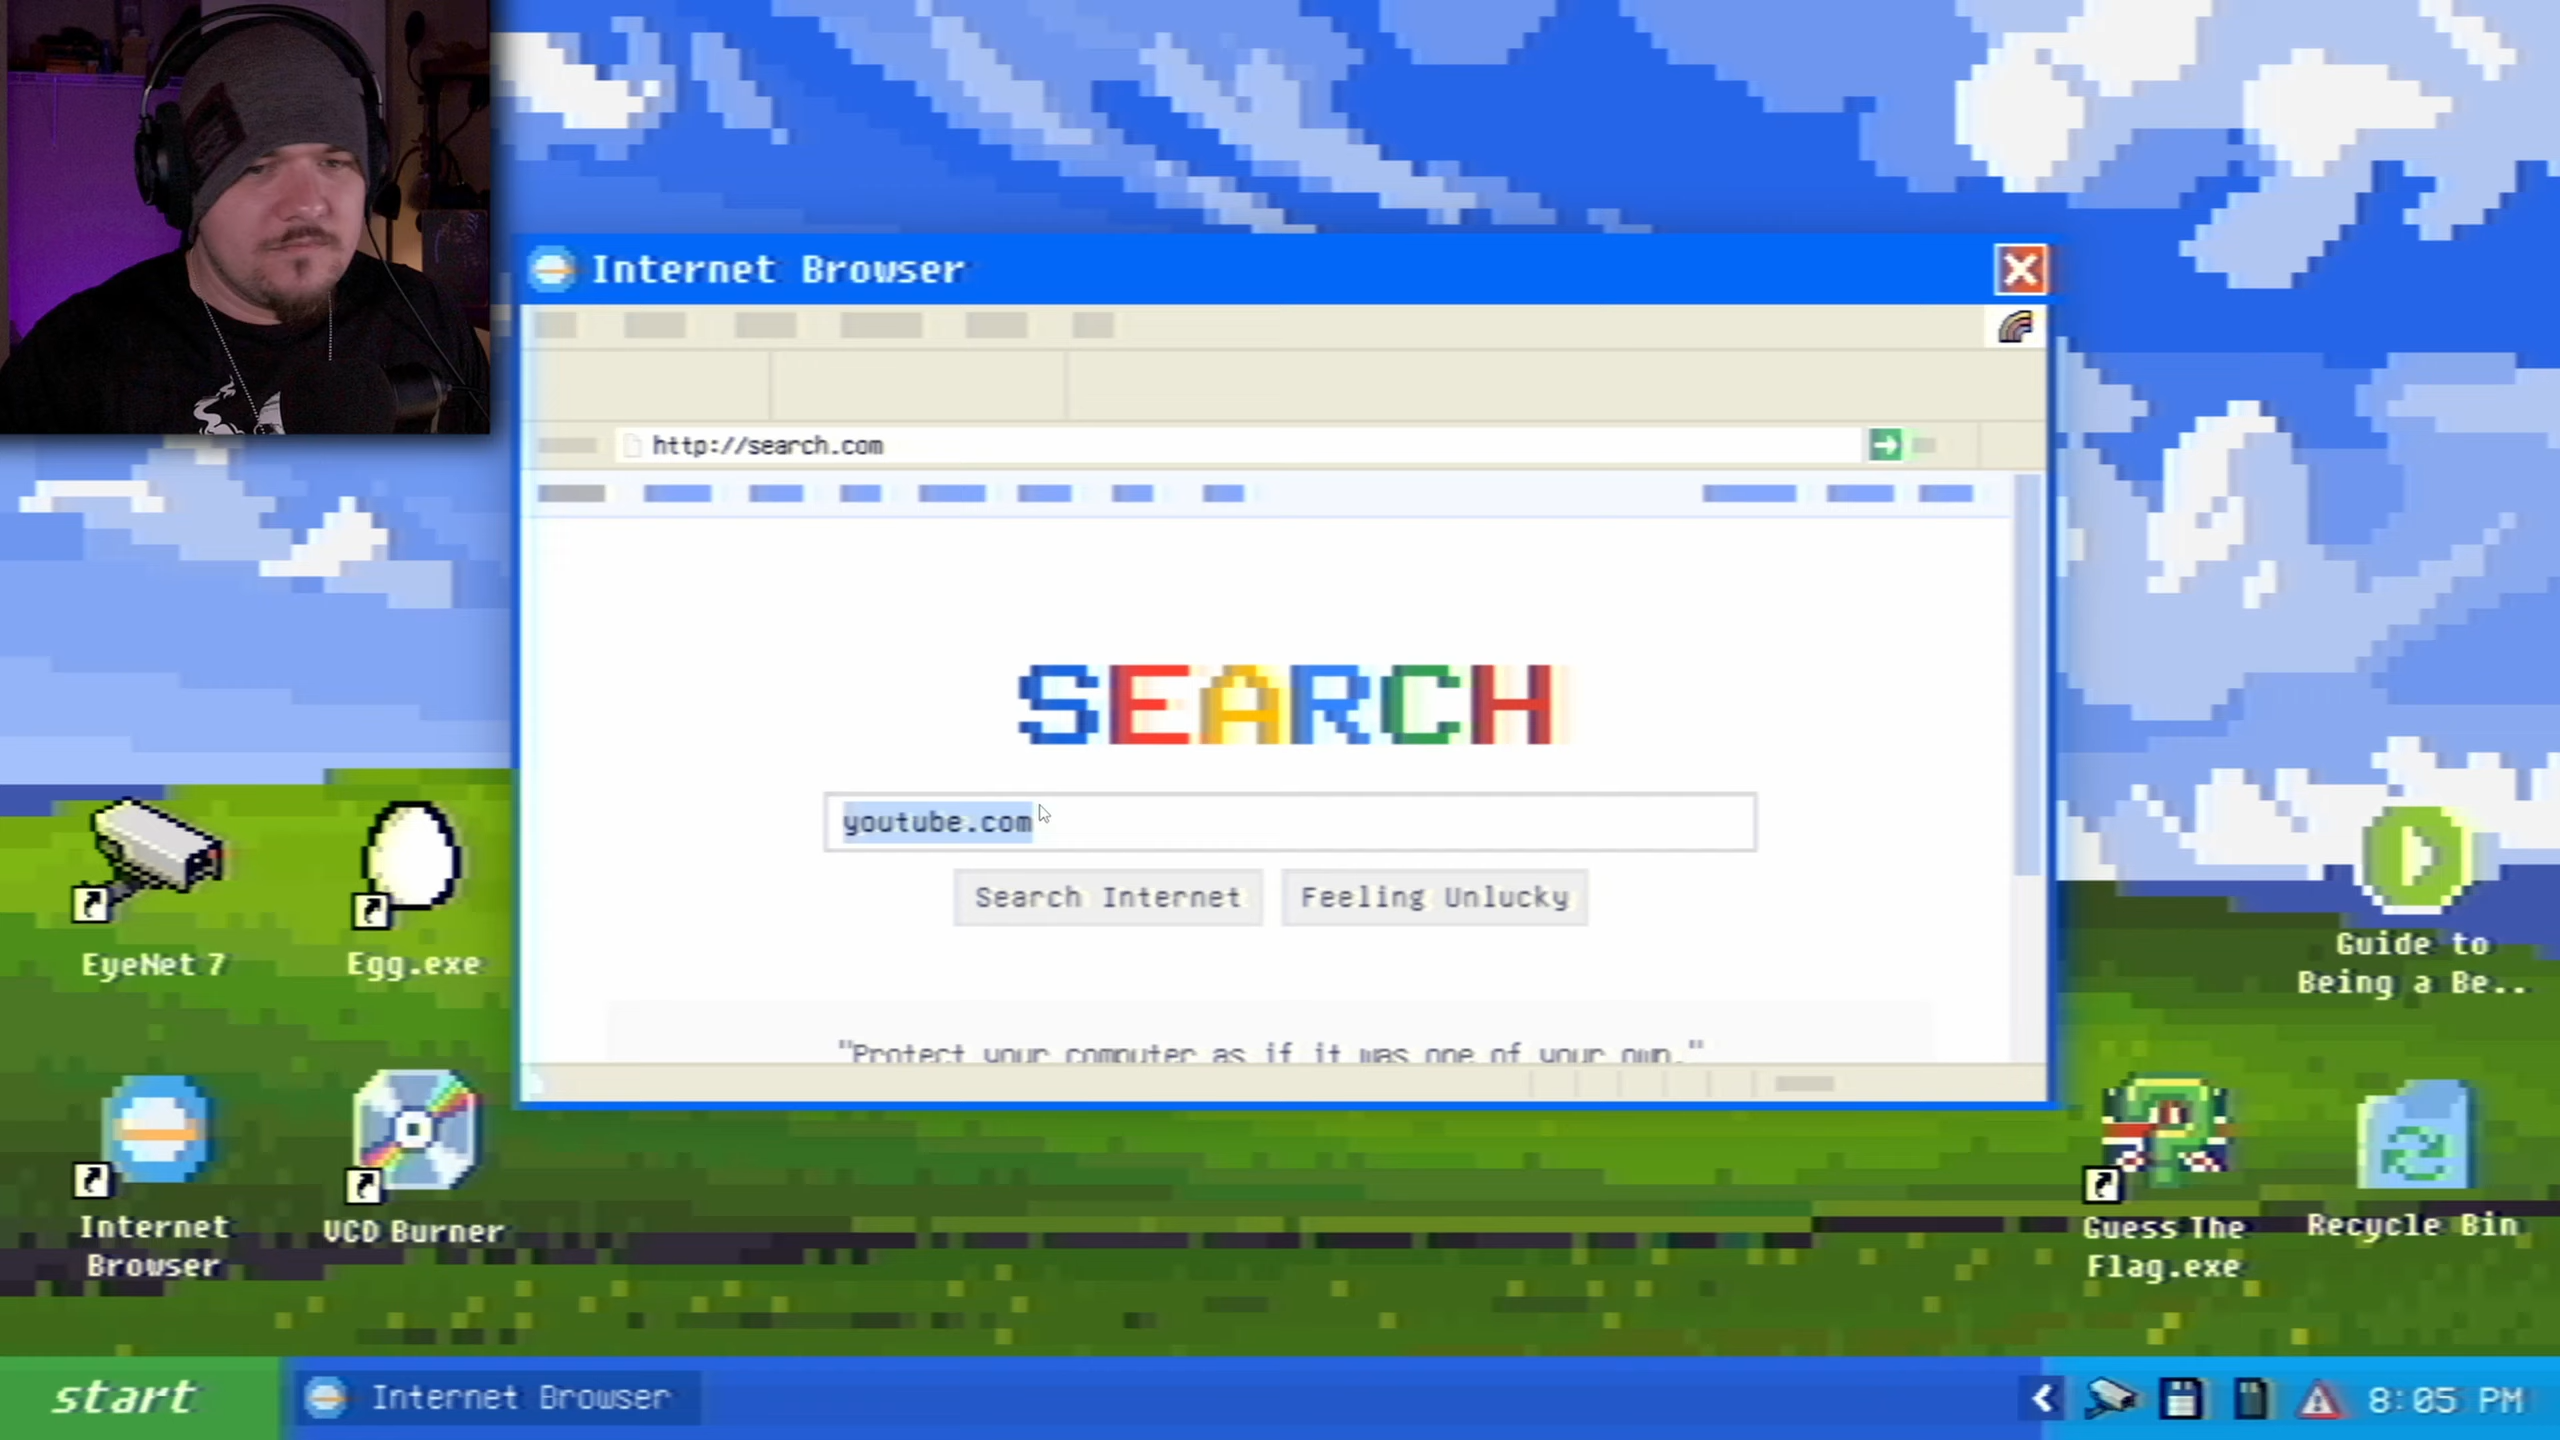 Internet Browser
http://search.com
SEARCH
youtube.com
Search Internet
Feeling Unlucky
"Protect your computer as if it was one of your own."
EyeNet 7
Egg.exe
Internet
Browser
VCD Burner
Guide to
Being a Be..
Guess The
Flag.exe
Recycle Bin
start
Internet Browser
8:05 PM